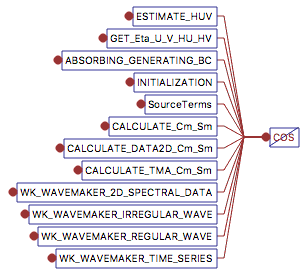 ESTIMATE_HUV
GET_Eta_U_V_HU_HV
ABSORBING_GENERATING_BC
INITIALIZATION
SourceTerms
CALCULATE_Cm_Sm
COS
CALCULATE_DATA2D_Cm_Sm
CALCULATE_TMA_Cm_Sm
WK_WAVEMAKER_2D_SPECTRAL_DATA
WK_WAVEMAKER_IRREGULAR_WAVE
WK_WAVEMAKER_REGULAR_WAVE
WK_WAVEMAKER_TIME_SERIES